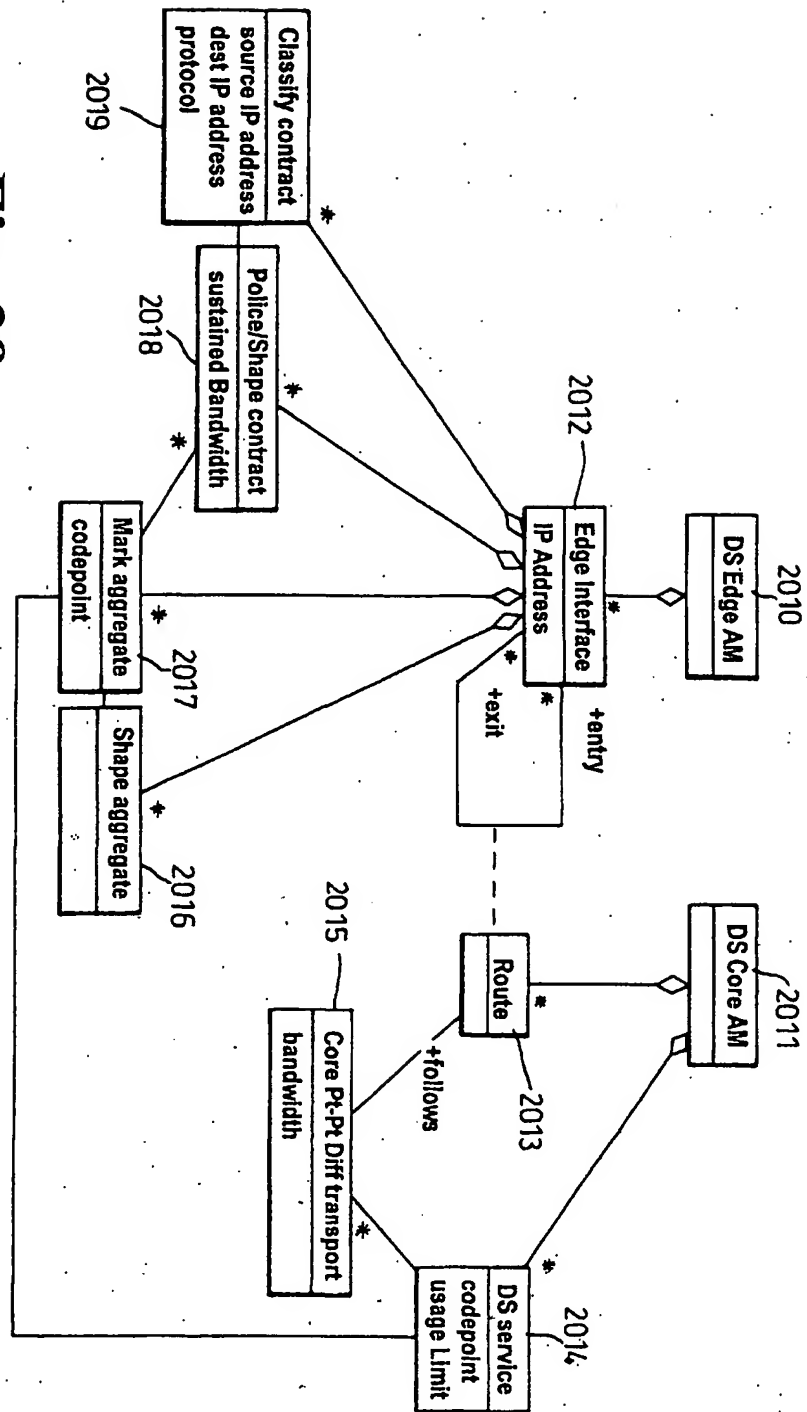 2010
DS Edge AM
2011
DS Core AM
2012
Edge Interface
IP Address
*
*
*
+entry
+exit
Route
*
2013
+follows
DS service
codepoint
usage Limit
*
2014
2015
Core Pt-Pt Diff transport
bandwidth
*
Classify contract
source IP address
dest IP address
protocol
*
2019
Police/Shape contract
sustained Bandwidth
*
*
2018
Mark aggregate
codepoint
*
2017
Shape aggregate
*
2016